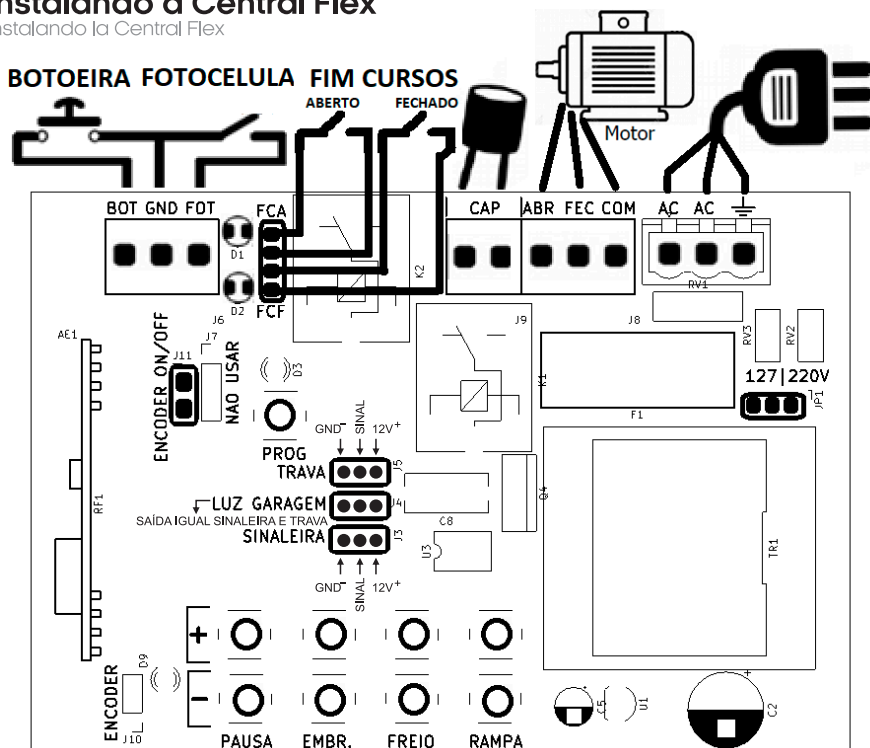 Instalando a Central Flex
Instalando la Central Flex
BOTOEIRA FOTOCELULA FIM CURSOS
ABERTO FECHADO
Motor
BOT GND FOT
FCA
CAP
ABR FEC COM
AC AC
D1
K2
RV1
D2
FCF
J6
J9
J8
AE1
J7
J11
ENCODER ON/OFF
NAO USAR
D3
K1
RV3
RV2
127|220V
JP1
F1
PROG
GND-
SINAL
12V+
TRAVA
J5
LUZ GARAGEM
J4
SAÍDA IGUAL SINALEIRA E TRAVA
SINALEIRA
J3
GND-
SINAL
12V+
RF1
C8
Q4
U3
TR1
+
-
D9
ENCODER
J10
C5
U1
C2
+
PAUSA EMBR. FREIO RAMPA